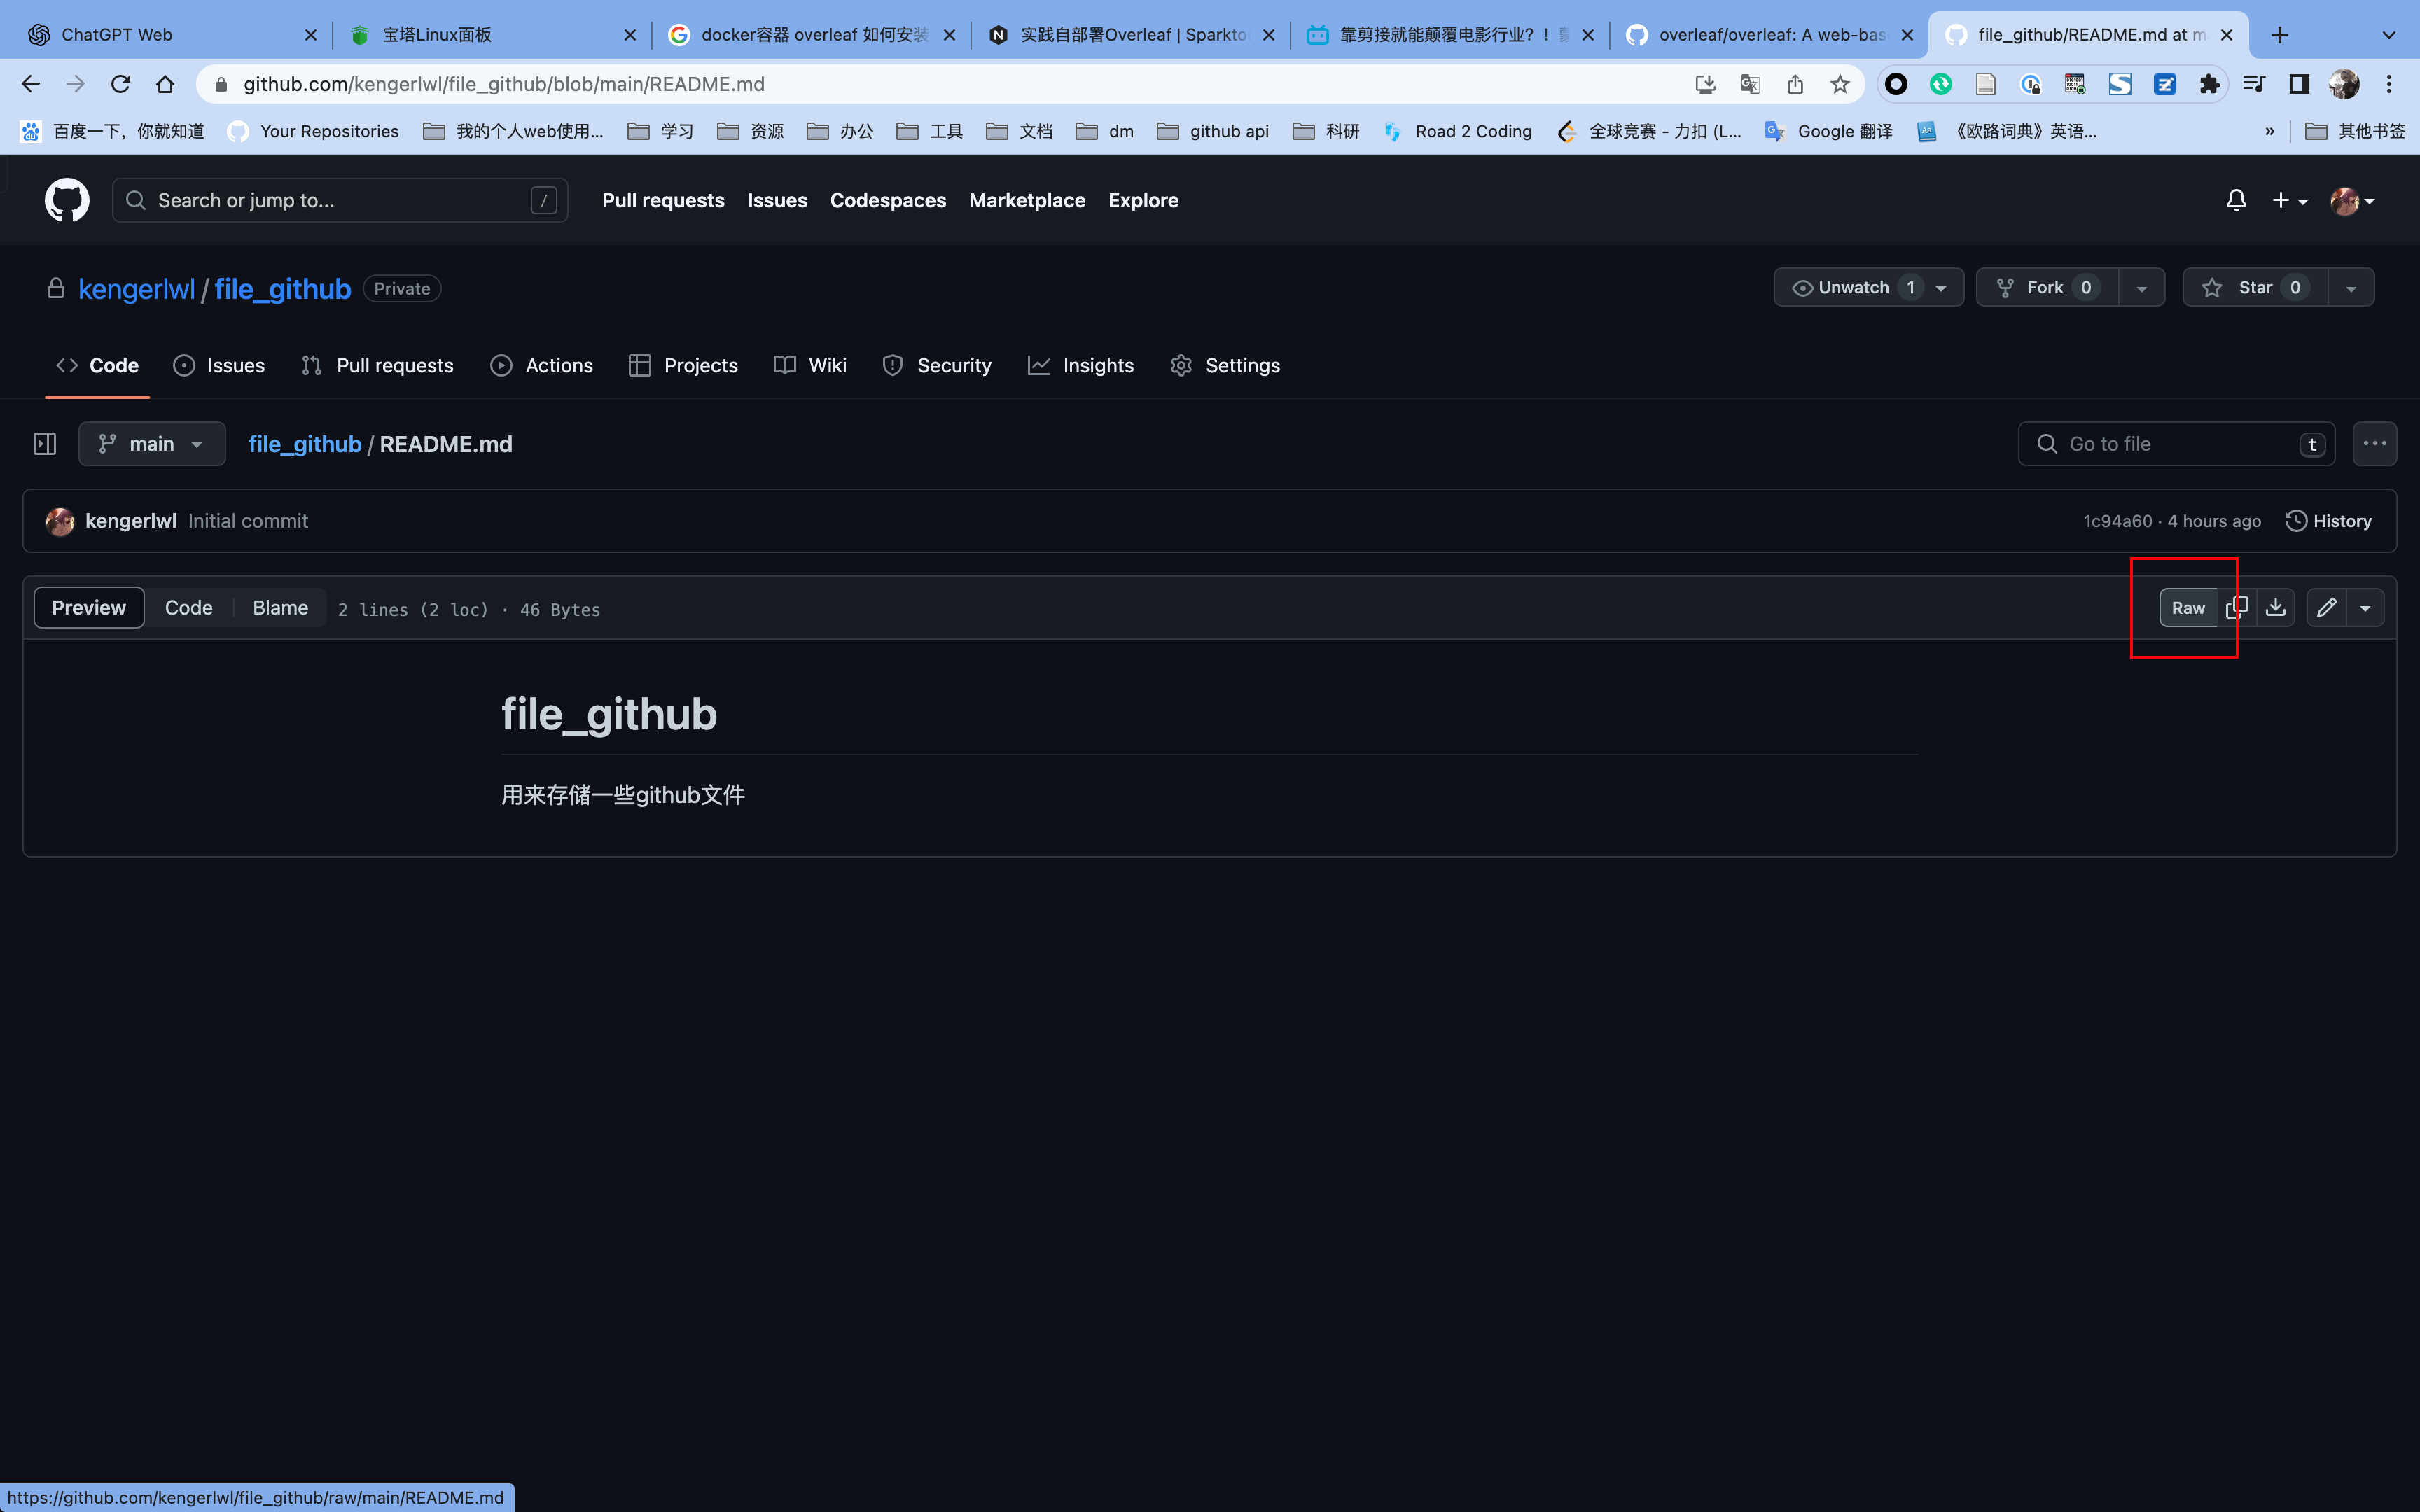 ChatGPT Web
宝塔Linux面板
docker容器 overleaf 如何安装
实践自部署Overleaf | Sparkto
靠剪接就能颠覆电影行业？！
overleaf/overleaf: A web-bas
file_github/README.md at m
github.com/kengerlwl/file_github/blob/main/README.md
百度一下，你就知道
Your Repositories
我的个人web使用...
学习
资源
办公
工具
文档
dm
github api
科研
Road 2 Coding
全球竞赛 - 力扣 (L...
Google 翻译
《欧路词典》英语...
»
其他书签
Search or jump to...
/
Pull requests
Issues
Codespaces
Marketplace
Explore
kengerlwl / file_github
Private
Unwatch 1
Fork 0
Star 0
Code
Issues
Pull requests
Actions
Projects
Wiki
Security
Insights
Settings
main
file_github / README.md
Go to file
t
kengerlwl Initial commit
1c94a60 · 4 hours ago
History
Preview
Code
Blame
2 lines (2 loc) · 46 Bytes
Raw
file_github
用来存储一些github文件
https://github.com/kengerlwl/file_github/raw/main/README.md